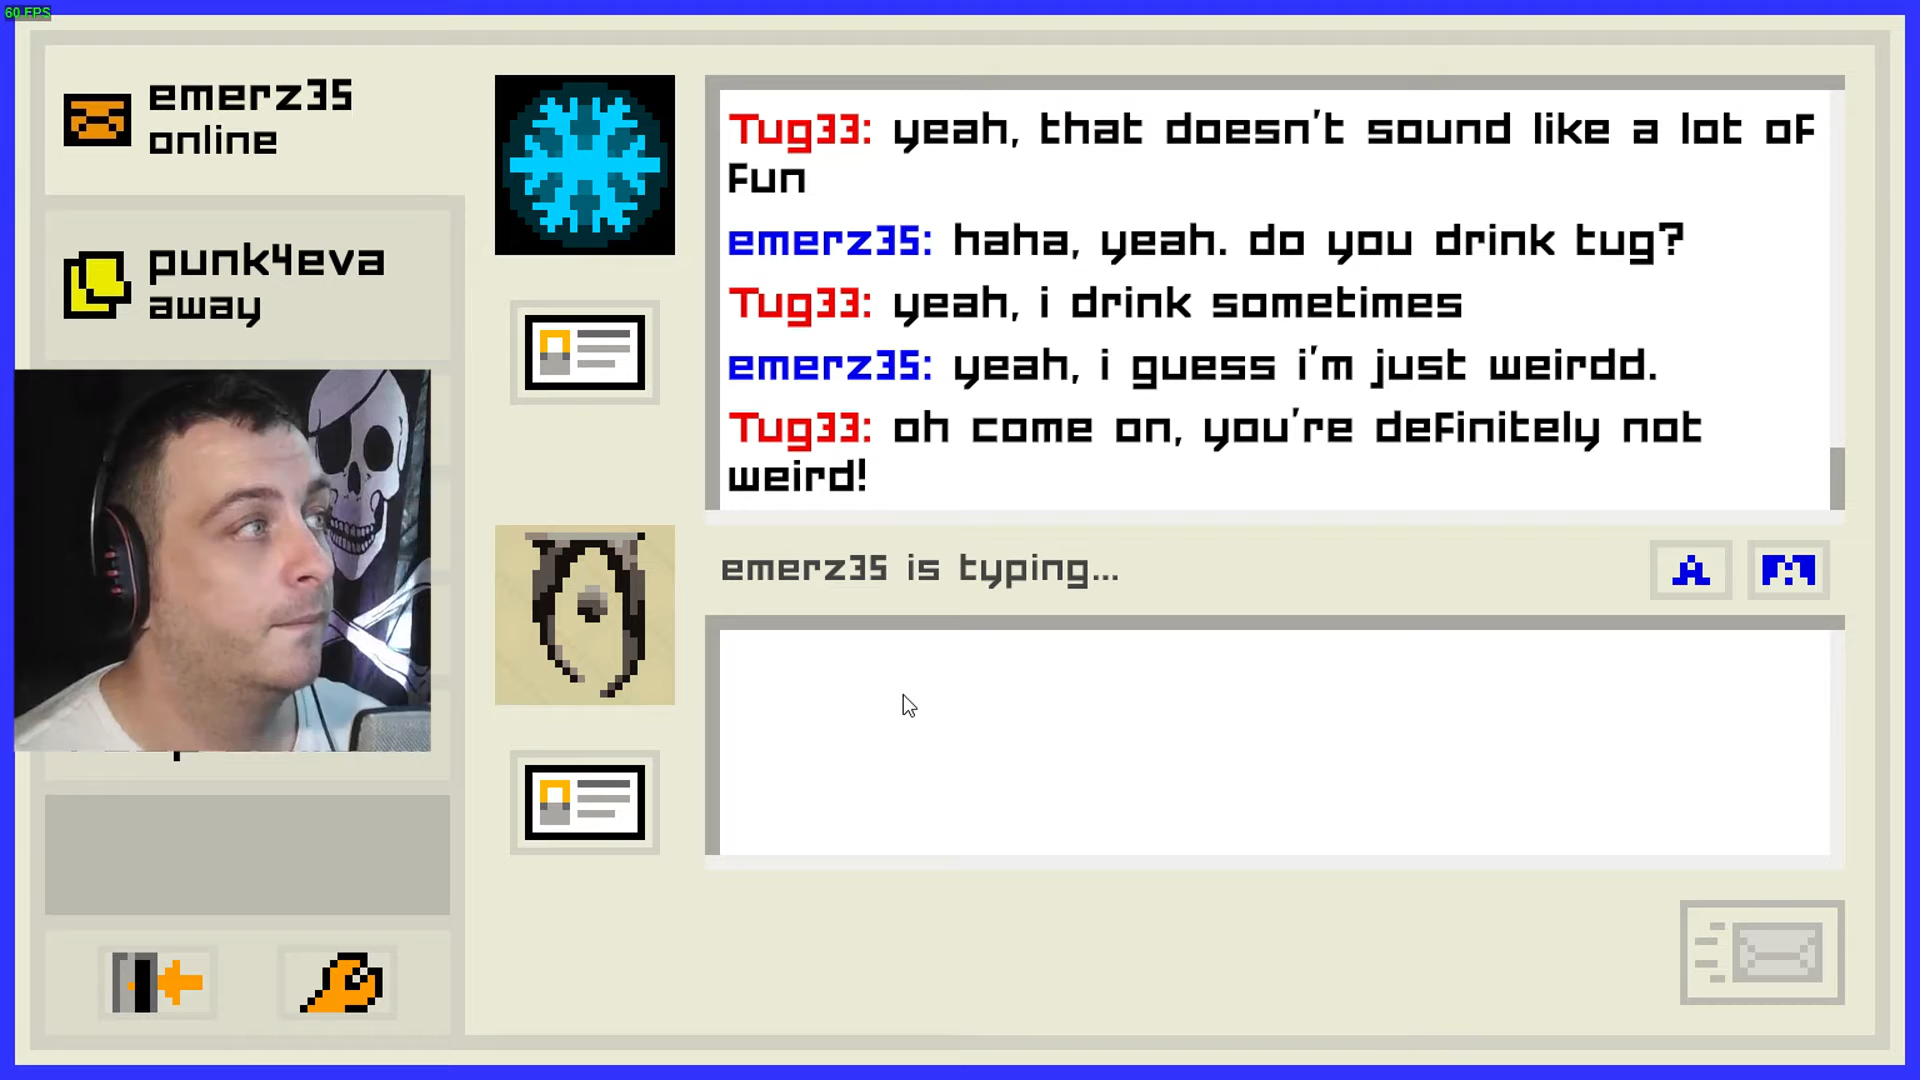 60 FPS
emerz35
online
punk4eva
away
Tug33: yeah, that doesn't sound like a lot of
fun
emerz35: haha, yeah. do you drink tug?
Tug33: yeah, i drink sometimes
emerz35: yeah, i guess i'm just weirdd.
Tug33: oh come on, you're definitely not
weird!
emerz35 is typing...
A